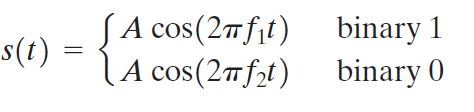 s(t) = { A cos(2πf₁t) binary 1
A cos(2πf₂t) binary 0